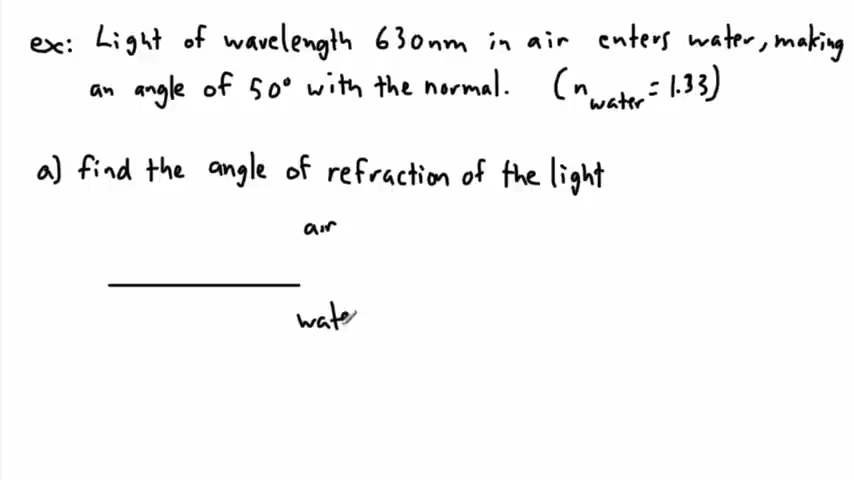 ex: Light of wavelength 630nm in air enters water, making
an angle of 50° with the normal. (n water = 1.33)
a) find the angle of refraction of the light
air
wate